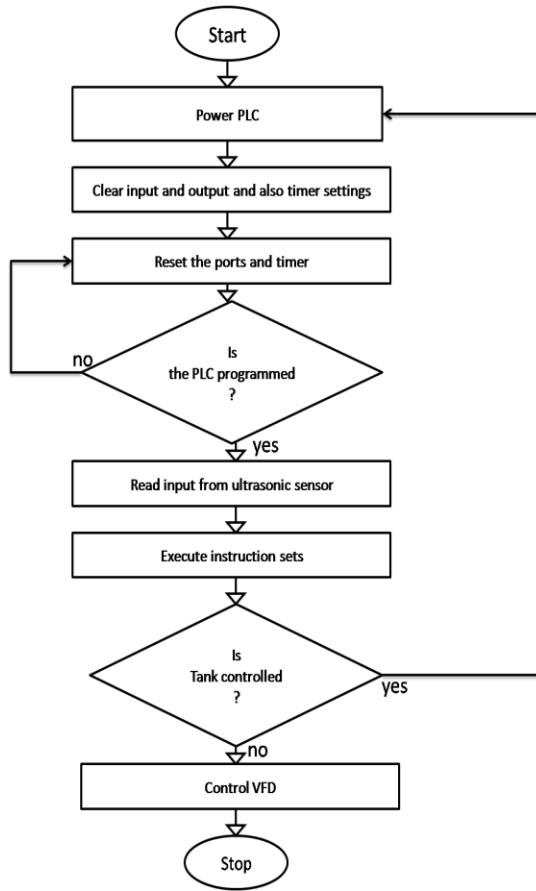 Start
Power PLC
Clear input and output and also timer settings
Reset the ports and timer
Is
the PLC programmed
?
no
yes
Read input from ultrasonic sensor
Execute instruction sets
Is
Tank controlled
?
yes
no
Control VFD
Stop